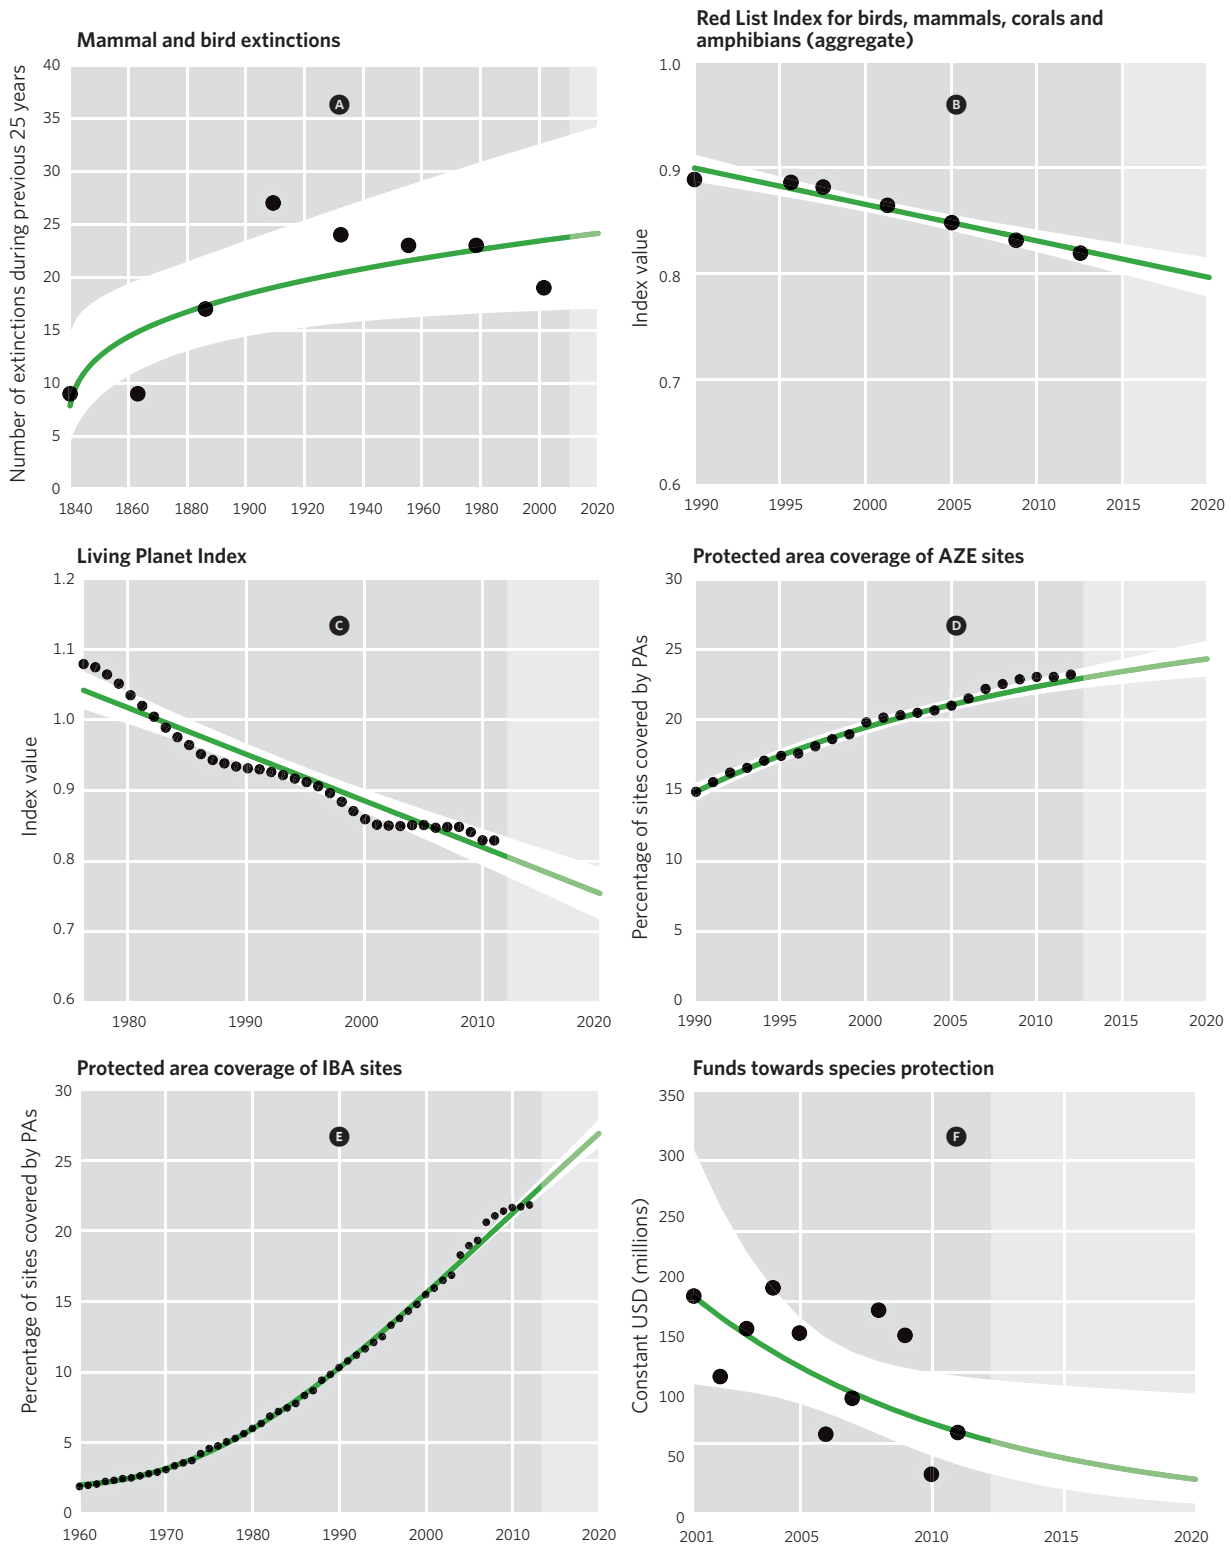 Mammal and bird extinctions
A
Number of extinctions during previous 25 years
40
35
30
25
20
15
10
5
0
1840 1860 1880 1900 1920 1940 1960 1980 2000 2020
Red List Index for birds, mammals, corals and
amphibians (aggregate)
B
Index value
1.0
0.9
0.8
0.7
0.6
1990 1995 2000 2005 2010 2015 2020
Living Planet Index
C
Index value
1.2
1.1
1.0
0.9
0.8
0.7
0.6
1980 1990 2000 2010 2020
Protected area coverage of AZE sites
D
Percentage of sites covered by PAs
30
25
20
15
10
5
0
1990 1995 2000 2005 2010 2015 2020
Protected area coverage of IBA sites
E
Percentage of sites covered by PAs
30
25
20
15
10
5
0
1960 1970 1980 1990 2000 2010 2020
Funds towards species protection
F
Constant USD (millions)
350
300
250
200
150
100
50
0
2001 2005 2010 2015 2020